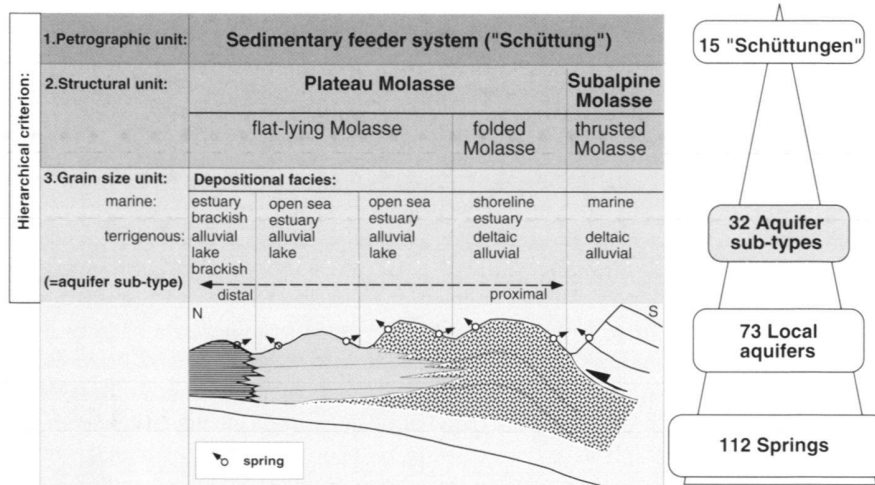 Hierarchical criterion:
1.Petrographic unit:
Sedimentary feeder system ("Schüttung")
2.Structural unit:
Plateau Molasse
Subalpine
Molasse
flat-lying Molasse
folded
Molasse
thrusted
Molasse
3.Grain size unit:
Depositional facies:
marine:
estuary
brackish
open sea
estuary
open sea
estuary
shoreline
estuary
marine
terrigenous:
alluvial
lake
brackish
alluvial
lake
alluvial
lake
deltaic
alluvial
deltaic
alluvial
(=aquifer sub-type)
distal
proximal
N
S
spring
15 "Schüttungen"
32 Aquifer
sub-types
73 Local
aquifers
112 Springs